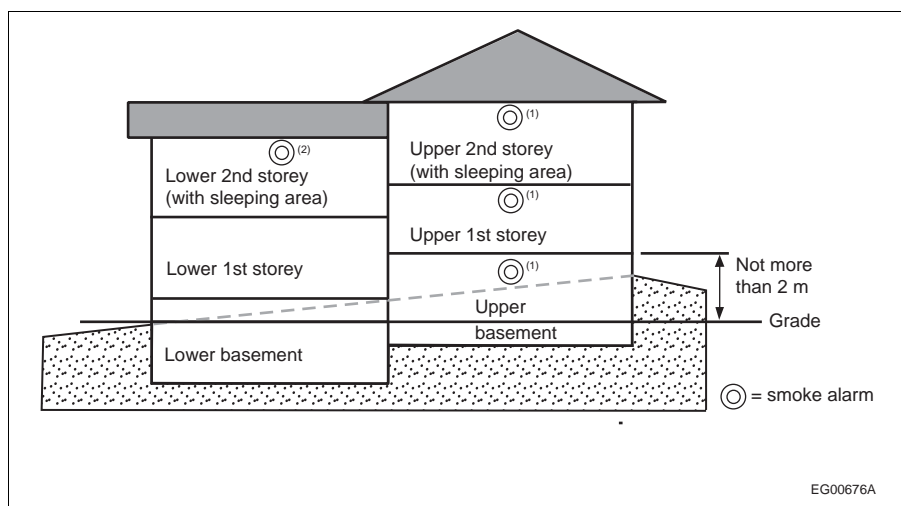 (1)
(2)
Upper 2nd storey
(with sleeping area)
Lower 2nd storey
(with sleeping area)
(1)
Upper 1st storey
Lower 1st storey
(1)
Not more
than 2 m
Upper
basement
Grade
Lower basement
= smoke alarm
EG00676A